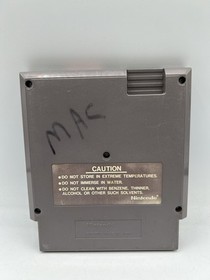 MAC
CAUTION
•DO NOT STORE IN EXTREME TEMPERATURES.
•DO NOT IMMERSE IN WATER.
•DO NOT CLEAN WITH BENZENE, THINNER,
ALCOHOL OR OTHER SUCH SOLVENTS.
Nintendo®